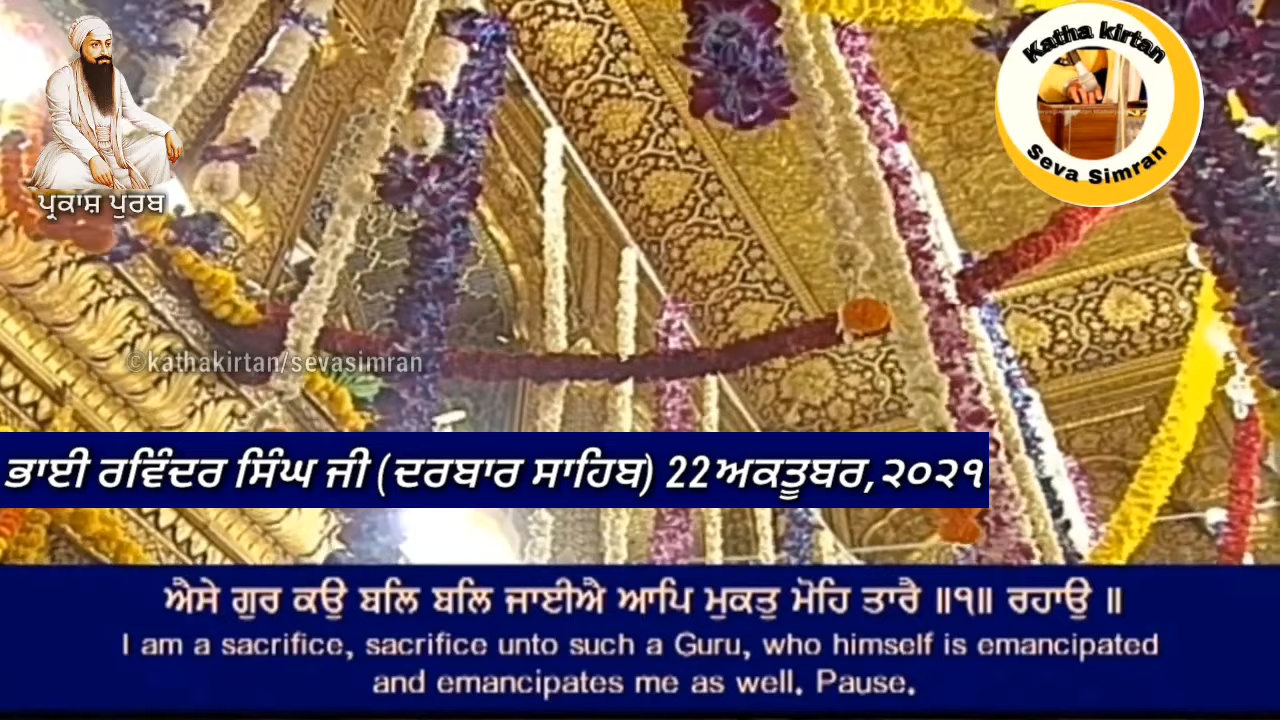 Katha kirtan
Seva Simran
ਪ੍ਰਕਾਸ਼ ਪੁਰਬ
©kathakirtan/sevasimran
ਭਾਈ ਰਵਿੰਦਰ ਸਿੰਘ ਜੀ (ਦਰਬਾਰ ਸਾਹਿਬ) 22ਅਕਤੂਬਰ,੨੦੨੧
ਐਸੇ ਗੁਰ ਕਉ ਬਲਿ ਬਲਿ ਜਾਈਐ ਆਪਿ ਮੁਕਤੁ ਮੋਹਿ ਤਾਰੈ ॥੧॥ ਰਹਾਉ ॥
I am a sacrifice, sacrifice unto such a Guru, who himself is emancipated
and emancipates me as well. Pause.